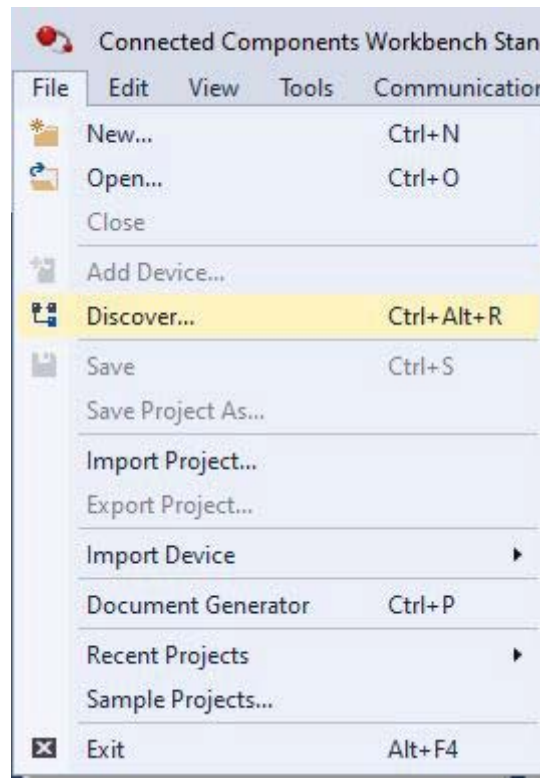 Connected Components Workbench Stan
File Edit View Tools Communication
New... Ctrl+N
Open... Ctrl+O
Close
Add Device...
Discover... Ctrl+Alt+R
Save Ctrl+S
Save Project As...
Import Project...
Export Project...
Import Device
Document Generator Ctrl+P
Recent Projects
Sample Projects...
Exit Alt+F4